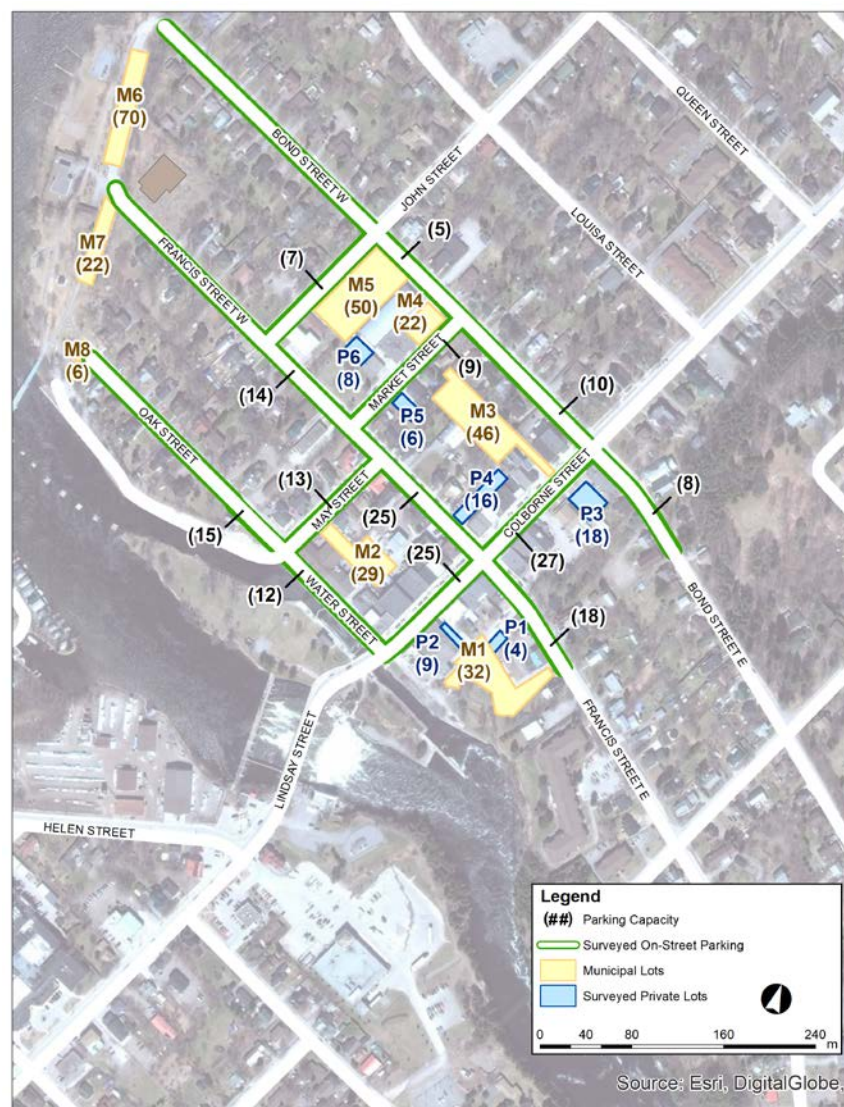 M6
(70)
BOND STREET W
JOHN STREET
QUEEN STREET
LOUISA STREET
M7
(22)
FRANCIS STREET W
(7)
(5)
M5
(50)
M4
(22)
M8
(6)
P6
(8)
MARKET STREET
(9)
(14)
(10)
OAK STREET
P5
(6)
M3
(46)
(13)
MAY STREET
(25)
P4
(16)
COLBORNE STREET
(8)
P3
(18)
(15)
M2
(29)
(25)
(27)
(12)
WATER STREET
(18)
BOND STREET E
P2
(9)
M1
(32)
P1
(4)
FRANCIS STREET E
LINDSAY STREET
HELEN STREET
Legend
(##) Parking Capacity
Surveyed On-Street Parking
Municipal Lots
Surveyed Private Lots
0 40 80 160 240
m
Source: Esri, DigitalGlobe,